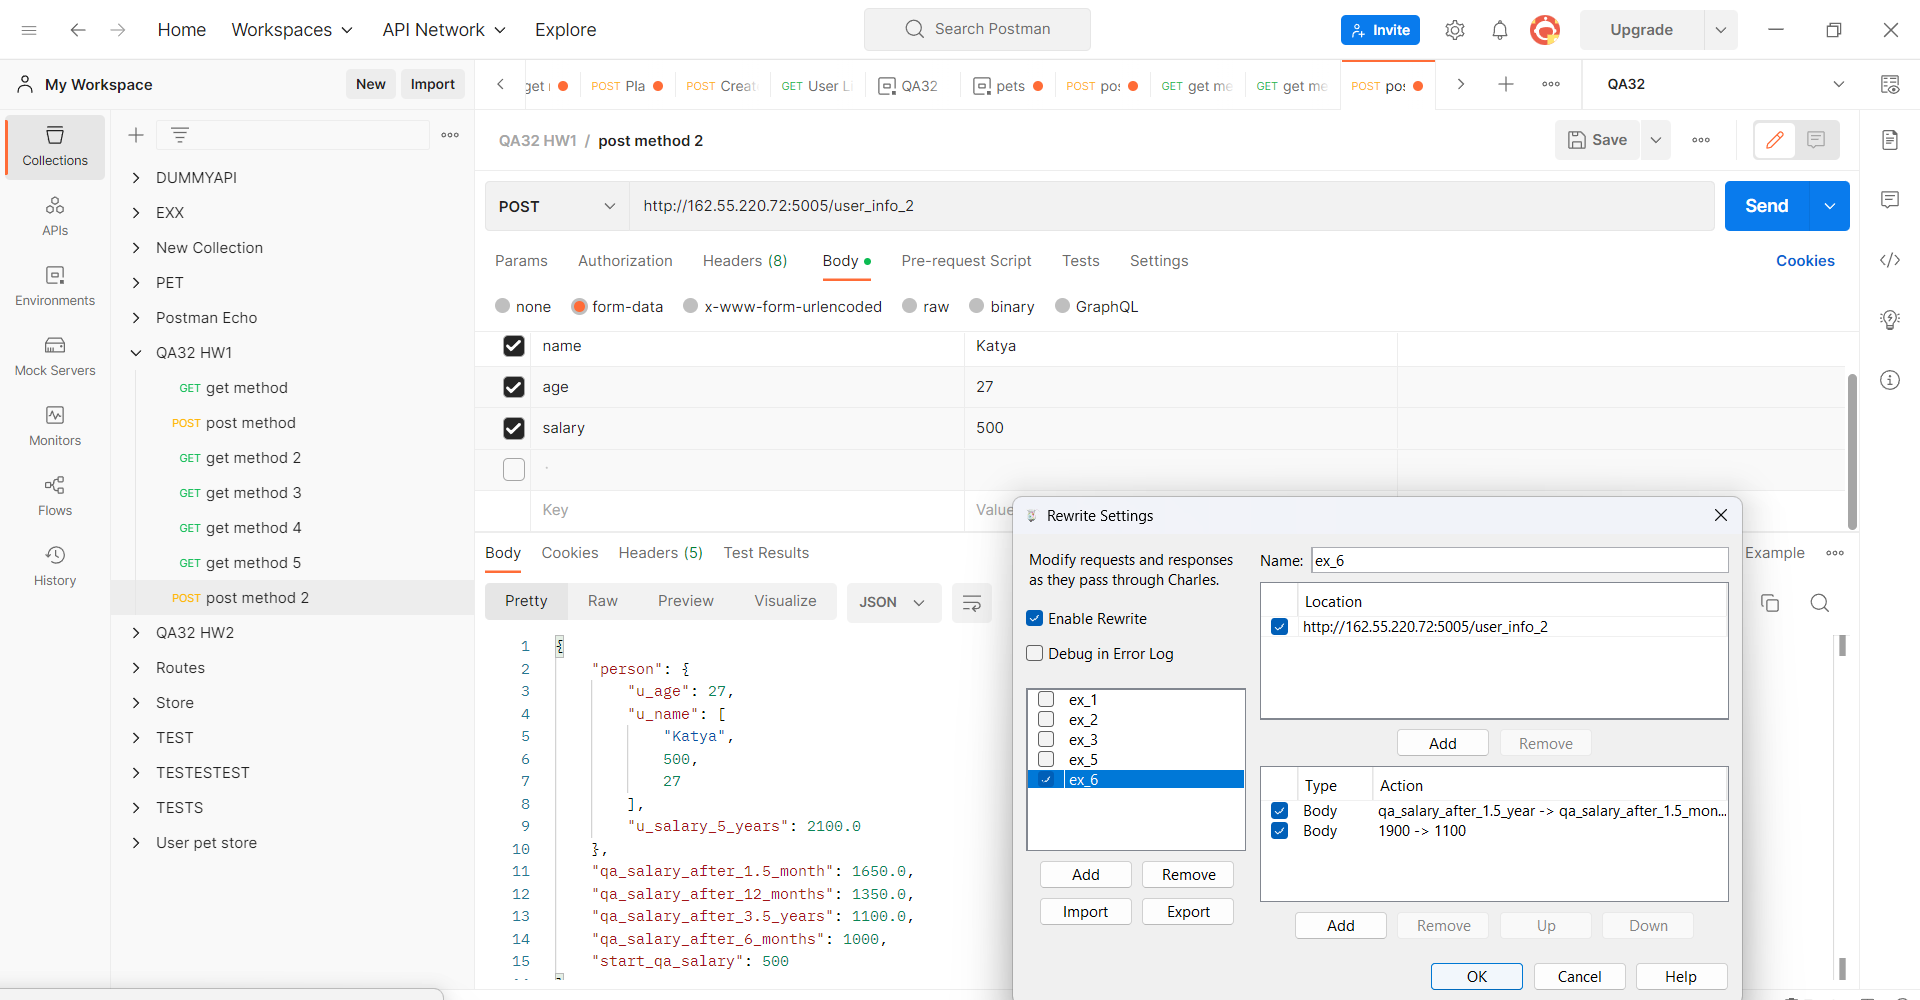 Home
Workspaces
API Network
Explore
Search Postman
Invite
Upgrade
My Workspace
New
Import
get
POST Pla
POST Creat
GET User L
QA32
pets
POST pos
GET get me
GET get me
POST pos
QA32
Collections
APIs
Environments
Mock Servers
Monitors
Flows
History
DUMMYAPI
EXX
New Collection
PET
Postman Echo
QA32 HW1
GET get method
POST post method
GET get method 2
GET get method 3
GET get method 4
GET get method 5
POST post method 2
QA32 HW2
Routes
Store
TEST
TESTESTEST
TESTS
User pet store
QA32 HW1 / post method 2
Save
POST
http://162.55.220.72:5005/user_info_2
Send
Params
Authorization
Headers (8)
Body
Pre-request Script
Tests
Settings
Cookies
none
form-data
x-www-form-urlencoded
raw
binary
GraphQL
name Katya
age 27
salary 500
Key Value
Body
Cookies
Headers (5)
Test Results
Example
Pretty
Raw
Preview
Visualize
JSON
1 {
2 "person": {
3 "u_age": 27,
4 "u_name": [
5 "Katya",
6 500,
7 27
8 ],
9 "u_salary_5_years": 2100.0
10 },
11 "qa_salary_after_1.5_month": 1650.0,
12 "qa_salary_after_12_months": 1350.0,
13 "qa_salary_after_3.5_years": 1100.0,
14 "qa_salary_after_6_months": 1000,
15 "start_qa_salary": 500
Rewrite Settings
Modify requests and responses
as they pass through Charles.
Enable Rewrite
Debug in Error Log
ex_1
ex_2
ex_3
ex_5
ex_6
Add
Remove
Import
Export
Name: ex_6
Location
http://162.55.220.72:5005/user_info_2
Add
Remove
Type Action
Body qa_salary_after_1.5_year -> qa_salary_after_1.5_mon...
Body 1900 -> 1100
Add
Remove
Up
Down
OK
Cancel
Help